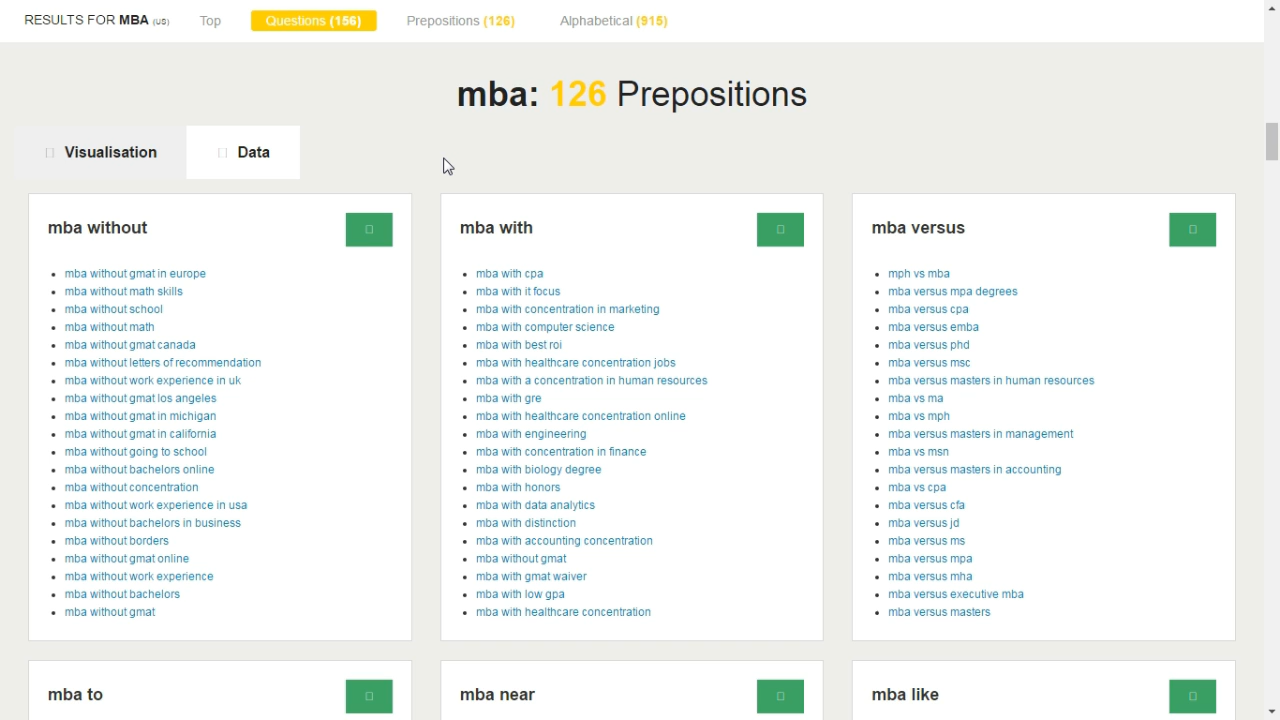 RESULTS FOR MBA (US) Top Questions (156) Prepositions (126) Alphabetical (915)
mba: 126 Prepositions
Visualisation Data
mba without
mba without gmat in europe
mba without math skills
mba without school
mba without math
mba without gmat canada
mba without letters of recommendation
mba without work experience in uk
mba without gmat los angeles
mba without gmat in michigan
mba without gmat in california
mba without going to school
mba without bachelors online
mba without concentration
mba without work experience in usa
mba without bachelors in business
mba without borders
mba without gmat online
mba without work experience
mba without bachelors
mba without gmat
mba with
mba with cpa
mba with it focus
mba with concentration in marketing
mba with computer science
mba with best roi
mba with healthcare concentration jobs
mba with a concentration in human resources
mba with gre
mba with healthcare concentration online
mba with engineering
mba with concentration in finance
mba with biology degree
mba with honors
mba with data analytics
mba with distinction
mba with accounting concentration
mba without gmat
mba with gmat waiver
mba with low gpa
mba with healthcare concentration
mba versus
mph vs mba
mba versus mpa degrees
mba versus cpa
mba versus emba
mba versus phd
mba versus msc
mba versus masters in human resources
mba vs ma
mba vs mph
mba versus masters in management
mba vs msn
mba versus masters in accounting
mba vs cpa
mba versus cfa
mba versus jd
mba versus ms
mba versus mpa
mba versus mha
mba versus executive mba
mba versus masters
mba to
mba near
mba like